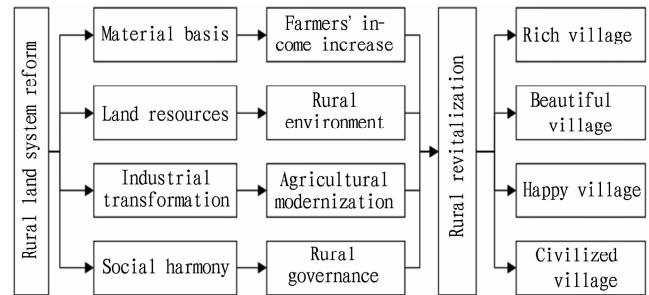 Rural land system reform
Material basis
Farmers' in-
come increase
Land resources
Rural
environment
Industrial
transformation
Agricultural
modernization
Social harmony
Rural
governance
Rural revitalization
Rich village
Beautiful
village
Happy village
Civilized
village